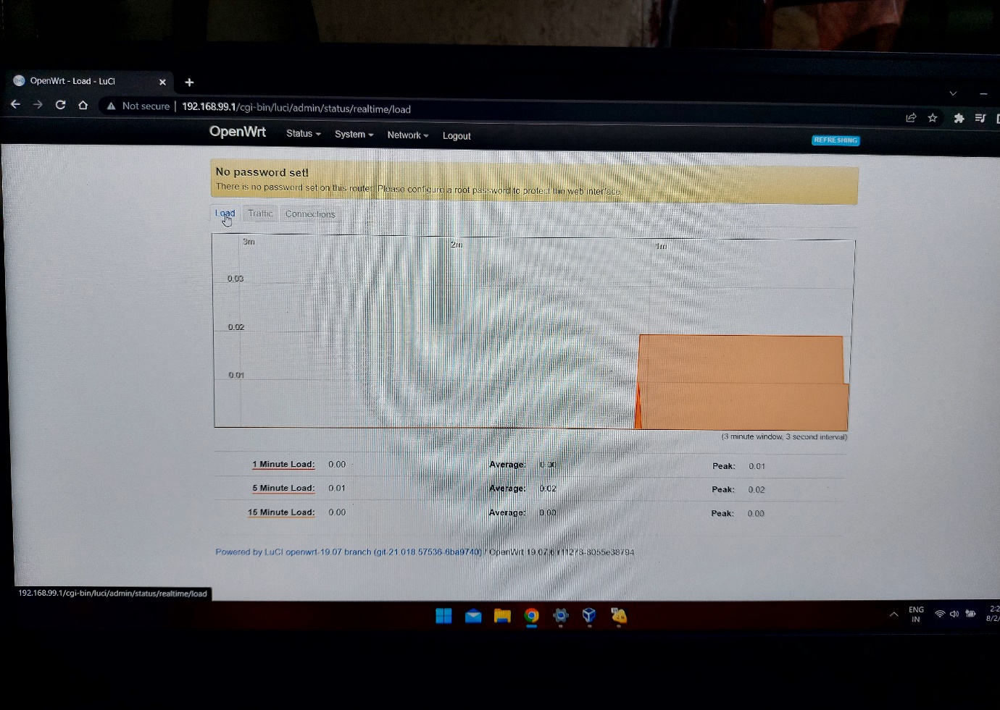 OpenWrt - Load - LuCI
Not secure | 192.168.99.1/cgi-bin/luci/admin/status/realtime/load
OpenWrt Status System Network Logout REFRESHING
No password set!
There is no password set on this router. Please configure a root password to protect the web interface.
Load Traffic Connections
3m 2m 1m
0.03
0.02
0.01
(3 minute window, 3 second interval)
1 Minute Load: 0.00 Average: 0.00 Peak: 0.01
5 Minute Load: 0.01 Average: 0.02 Peak: 0.02
15 Minute Load: 0.00 Average: 0.00 Peak: 0.00
Powered by LuCI openwrt-19.07 branch (git-21.018.57536-6ba9740) / OpenWrt 19.07.6 r11278-8055e38794
192.168.99.1/cgi-bin/luci/admin/status/realtime/load
ENG
IN
2:2
8/2/